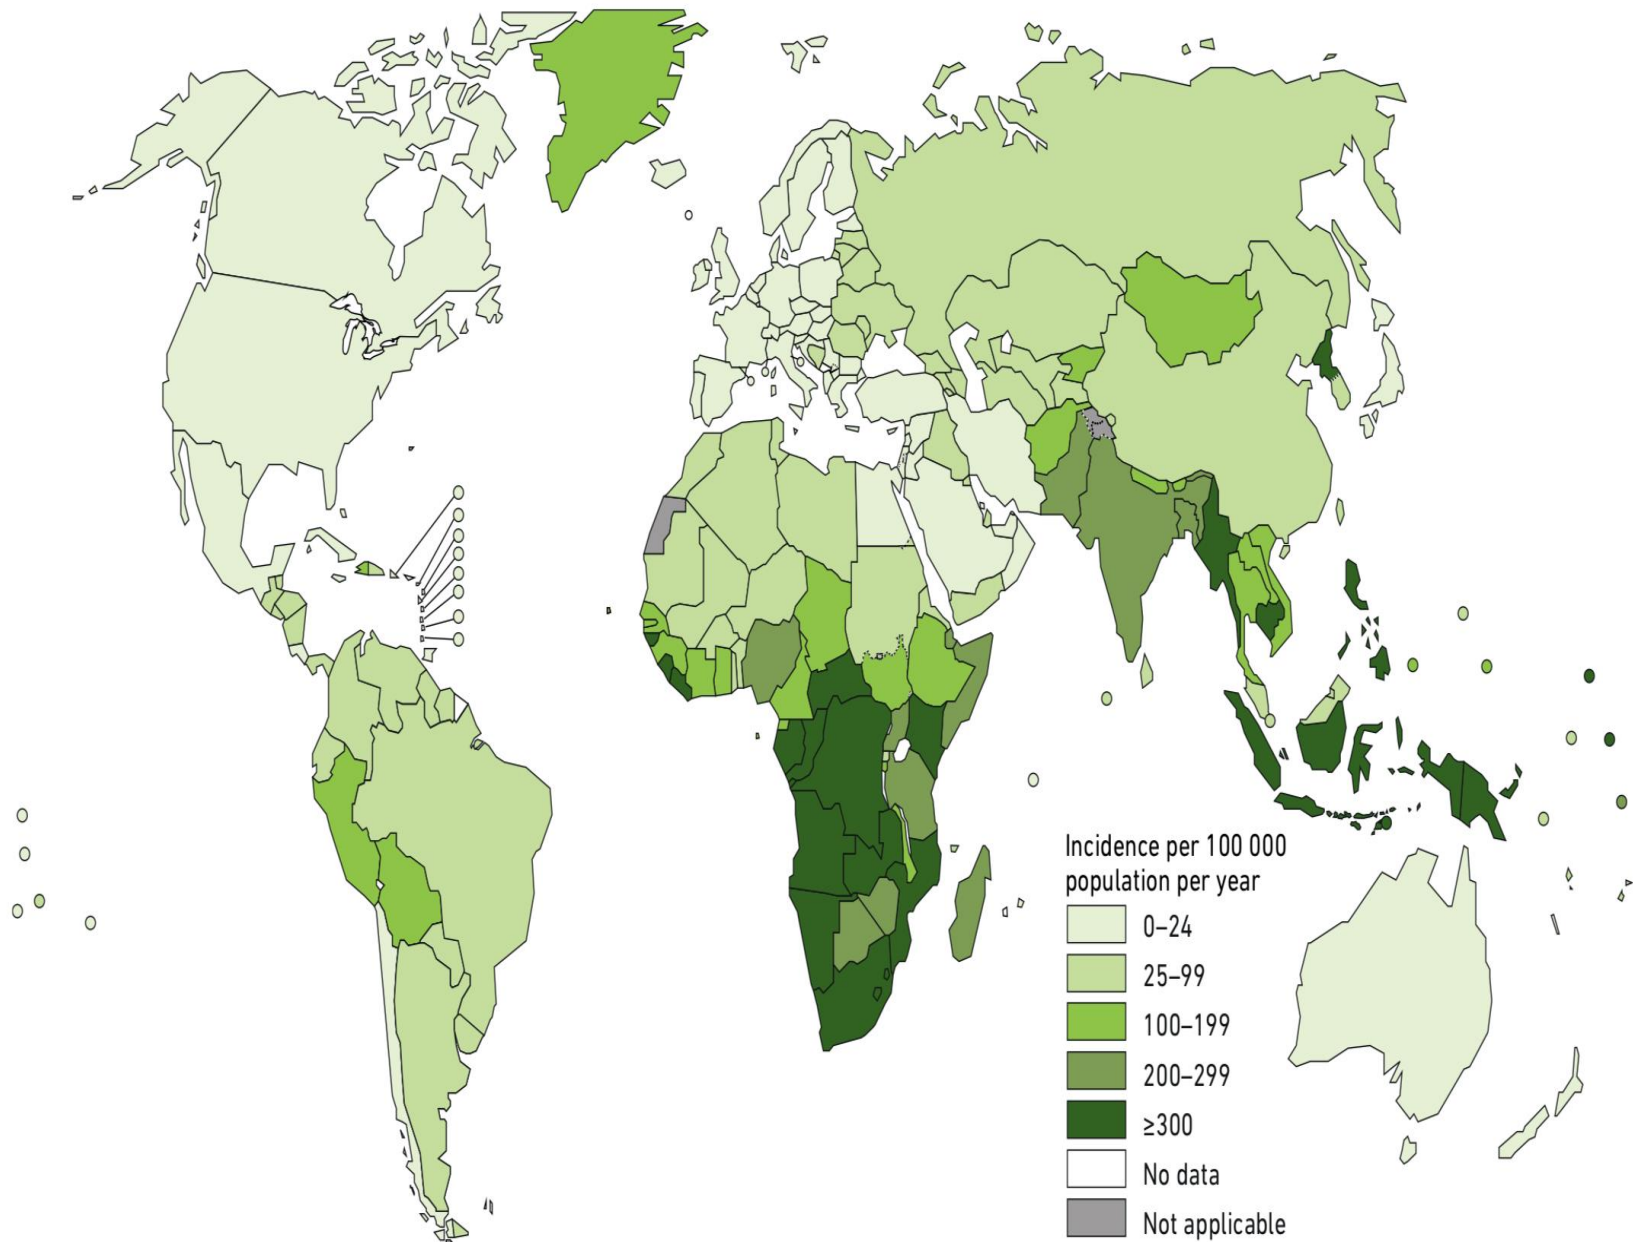 Incidence per 100 000
population per year
0–24
25–99
100–199
200–299
≥300
No data
Not applicable